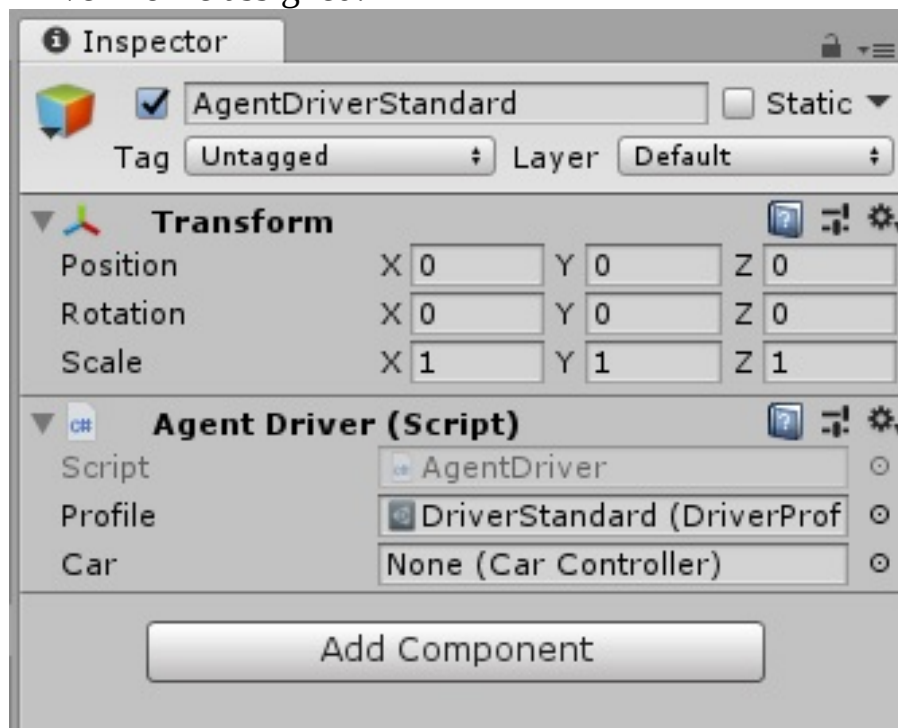 Inspector
AgentDriverStandard Static
Tag Untagged Layer Default
Transform
Position X 0 Y 0 Z 0
Rotation X 0 Y 0 Z 0
Scale X 1 Y 1 Z 1
c# Agent Driver (Script)
Script AgentDriver
Profile DriverStandard (DriverProf
Car None (Car Controller)
Add Component